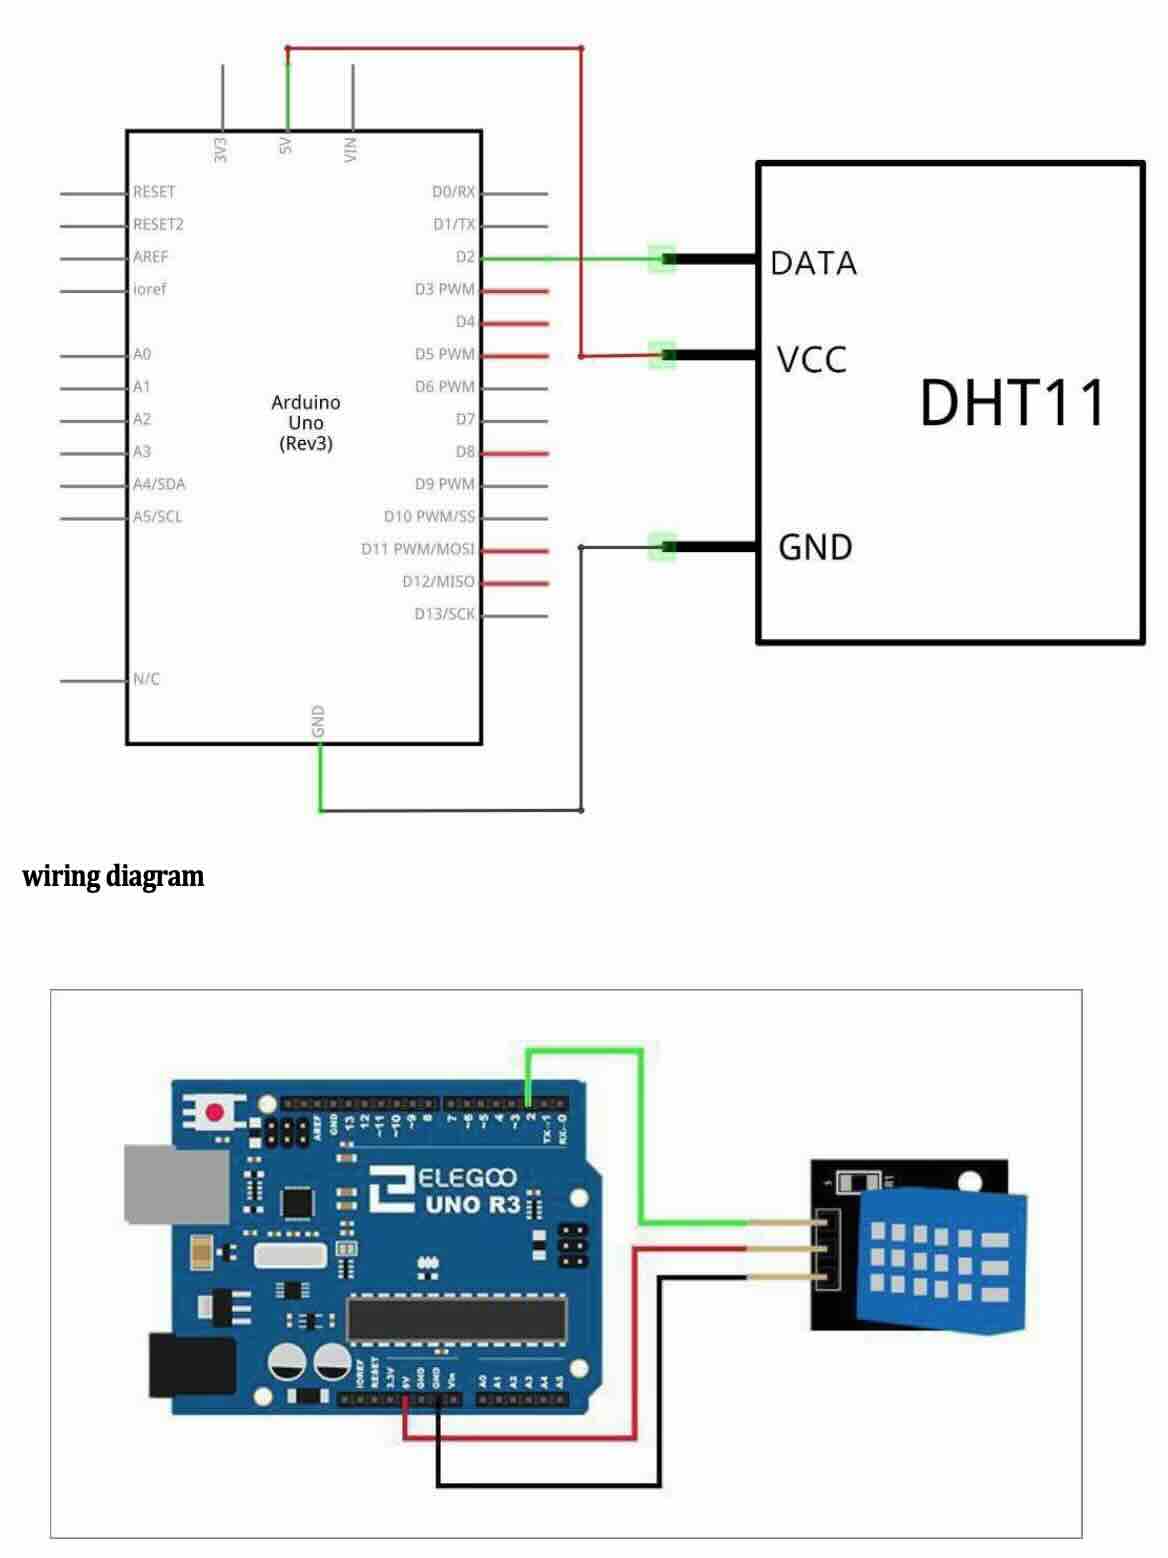 3V3
5V
VIN
RESET
RESET2
AREF
ioref
A0
A1
A2
A3
A4/SDA
A5/SCL
N/C
Arduino
Uno
(Rev3)
D0/RX
D1/TX
D2
D3 PWM
D4
D5 PWM
D6 PWM
D7
D8
D9 PWM
D10 PWM/SS
D11 PWM/MOSI
D12/MISO
D13/SCK
GND
DATA
VCC
DHT11
GND
wiring diagram
AREF
GND
13
12
~11
~10
~9
8
7
~6
~5
4
~3
2
TX→1
RX←0
ELEGOO
UNO R3
IOREF
RESET
3.3V
5V
GND
GND
Vin
A0
A1
A2
A3
A4
A5
S
R1